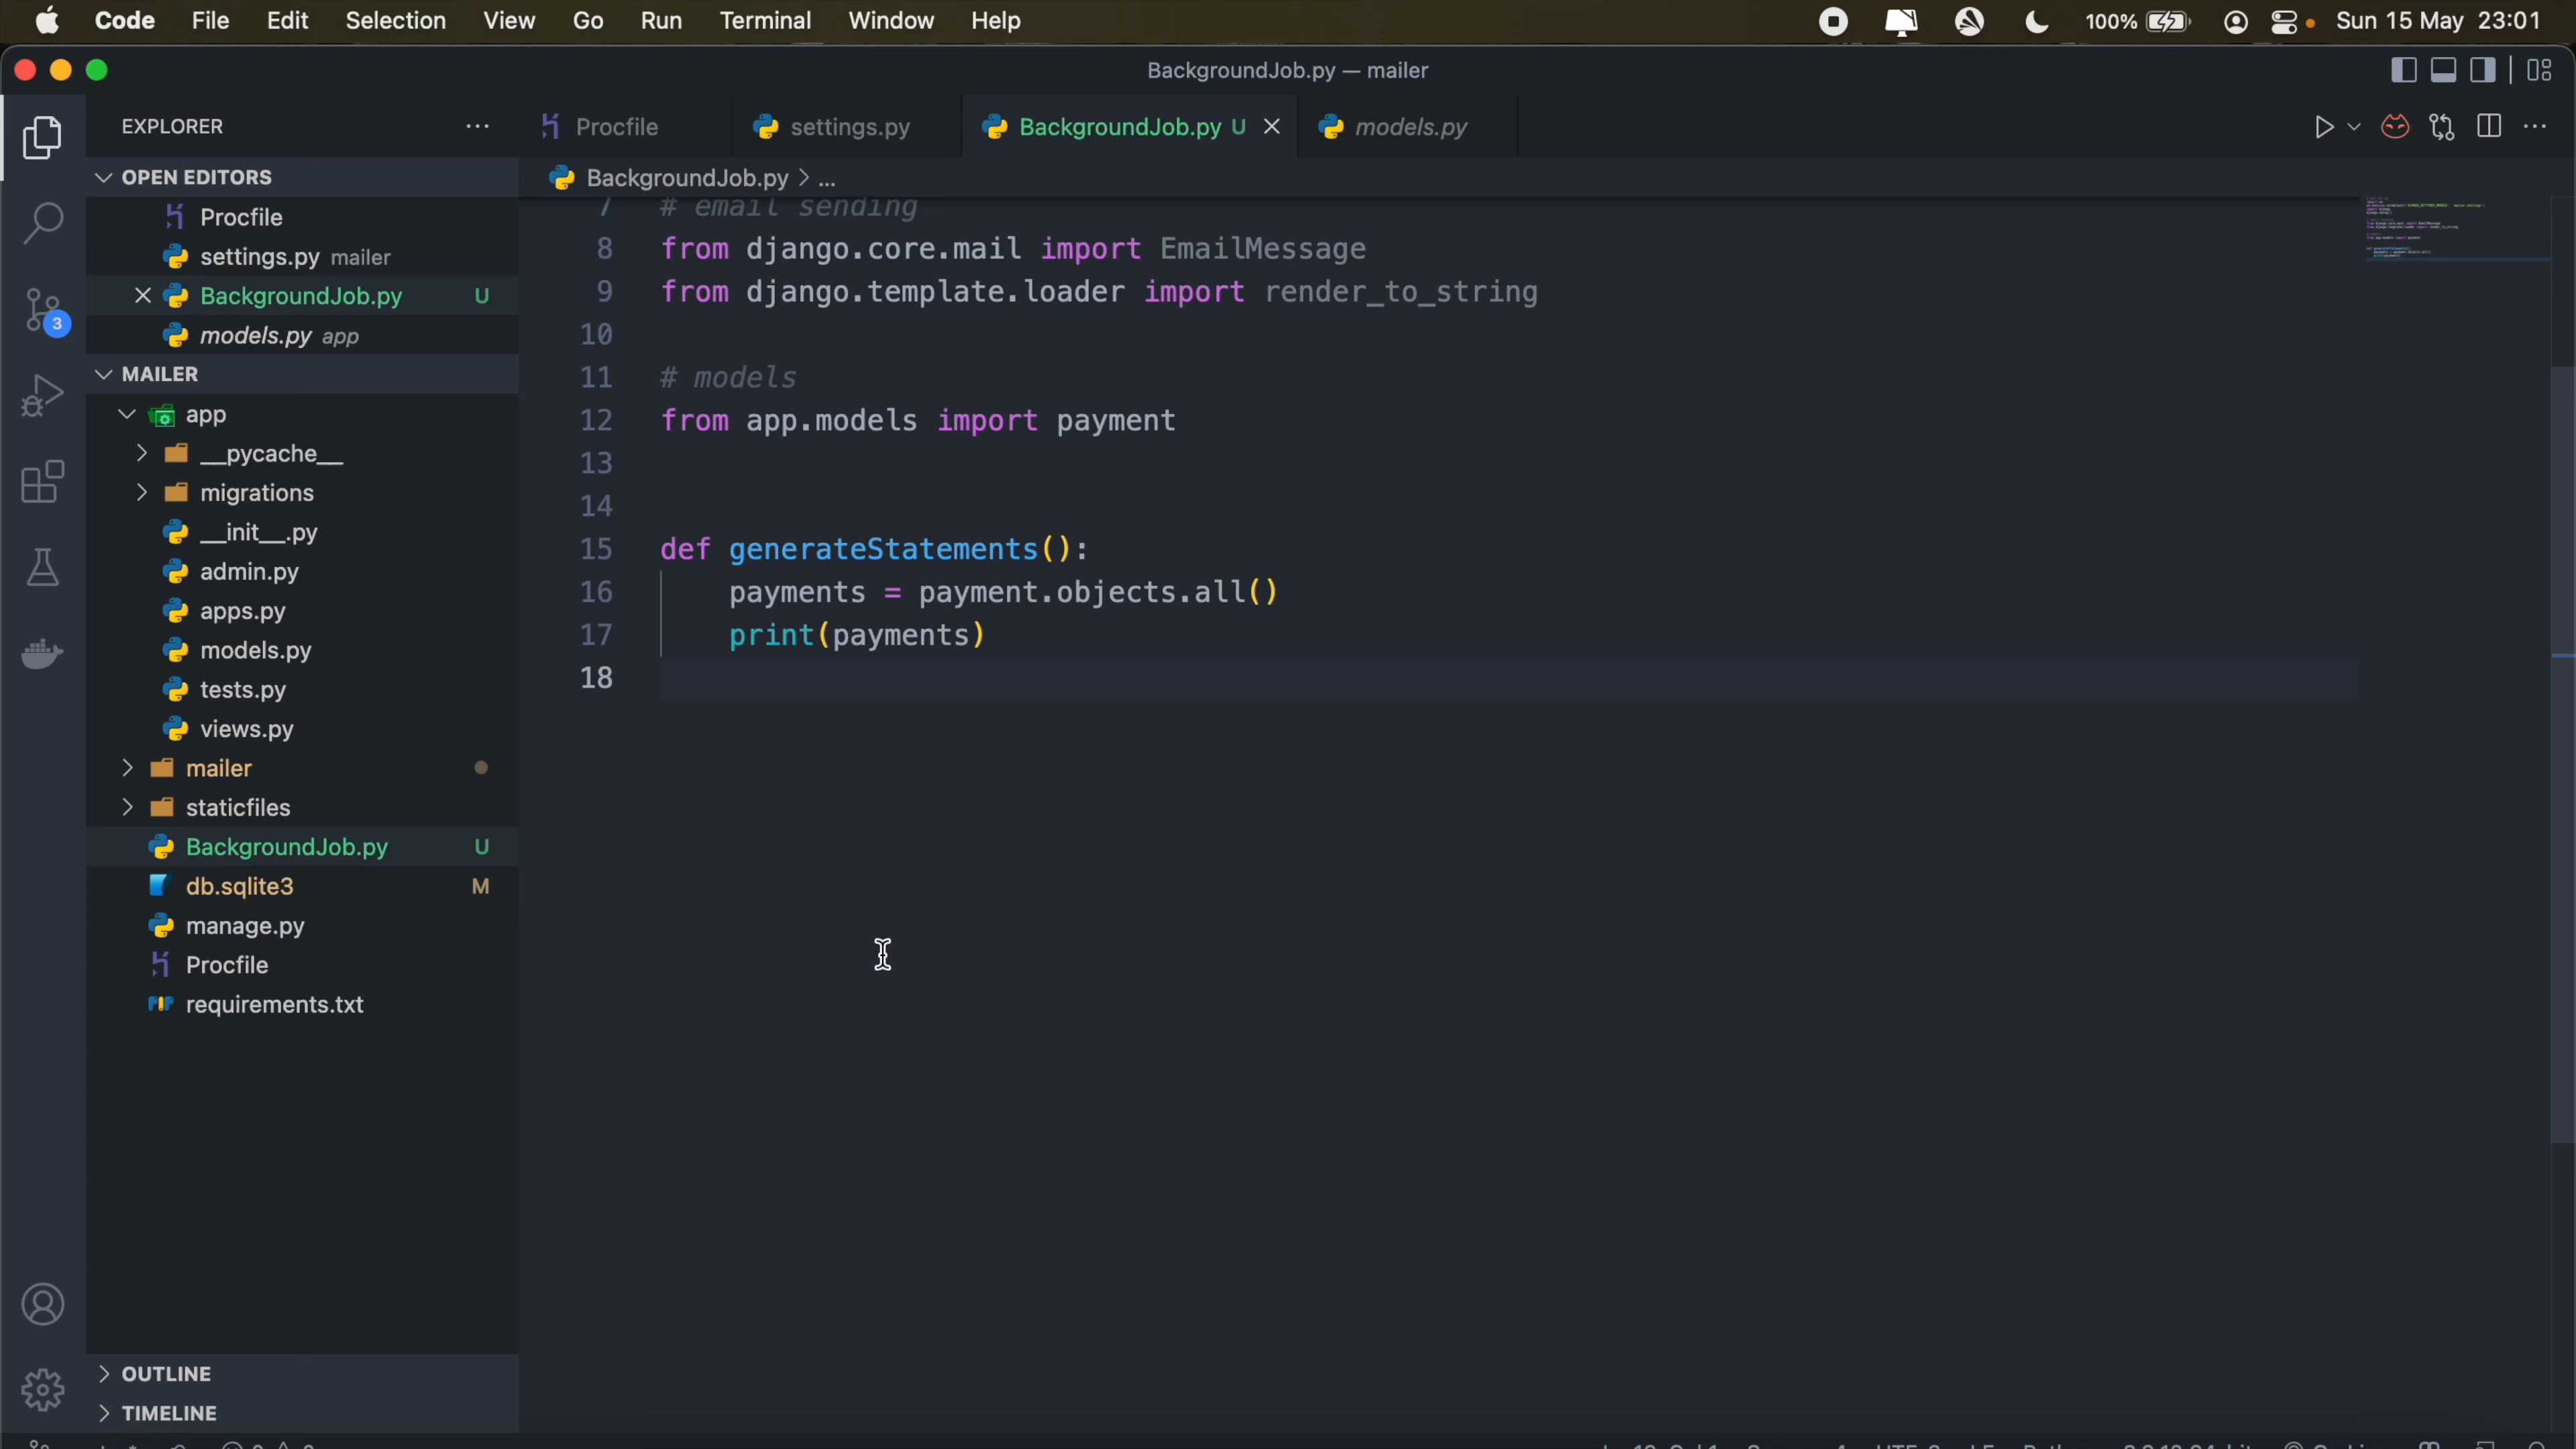 Code File Edit Selection View Go Run Terminal Window Help 100% Sun 15 May 23:01
BackgroundJob.py — mailer
EXPLORER
Procfile settings.py BackgroundJob.py U models.py
OPEN EDITORS
BackgroundJob.py > ...
Procfile
settings.py mailer
BackgroundJob.py U
models.py app
MAILER
app
__pycache__
migrations
__init__.py
admin.py
apps.py
models.py
tests.py
views.py
mailer
staticfiles
BackgroundJob.py U
db.sqlite3 M
manage.py
Procfile
requirements.txt
OUTLINE
TIMELINE
3
7 # email sending
8 from django.core.mail import EmailMessage
9 from django.template.loader import render_to_string
10
11 # models
12 from app.models import payment
13
14
15 def generateStatements():
16 payments = payment.objects.all()
17 print(payments)
18